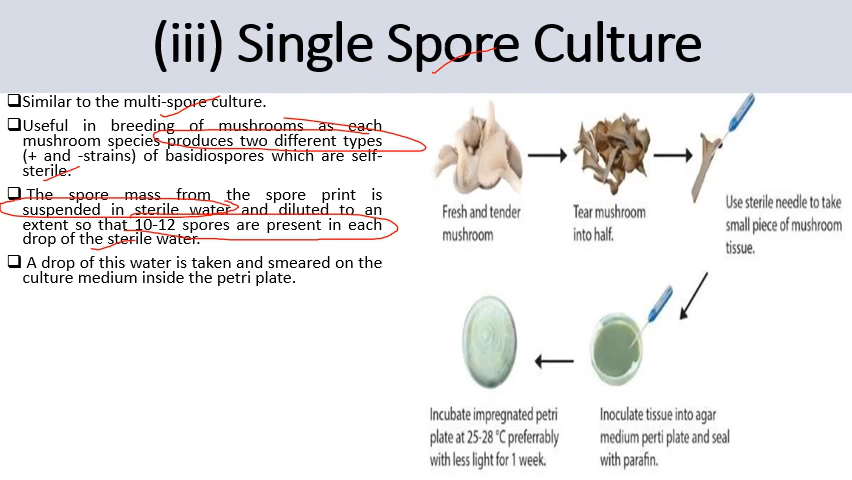 (iii) Single Spore Culture
❑Similar to the multi-spore culture.
❑Useful in breeding of mushrooms as each
mushroom species produces two different types
(+ and -strains) of basidiospores which are self-
sterile.
❑ The spore mass from the spore print is
suspended in sterile water and diluted to an
extent so that 10-12 spores are present in each
drop of the sterile water.
❑ A drop of this water is taken and smeared on the
culture medium inside the petri plate.
Fresh and tender
mushroom
Tear mushroom
into half.
Use sterile needle to take
small piece of mushroom
tissue.
Incubate impregnated petri
plate at 25-28 °C preferrably
with less light for 1 week.
Inoculate tissue into agar
medium perti plate and seal
with parafin.